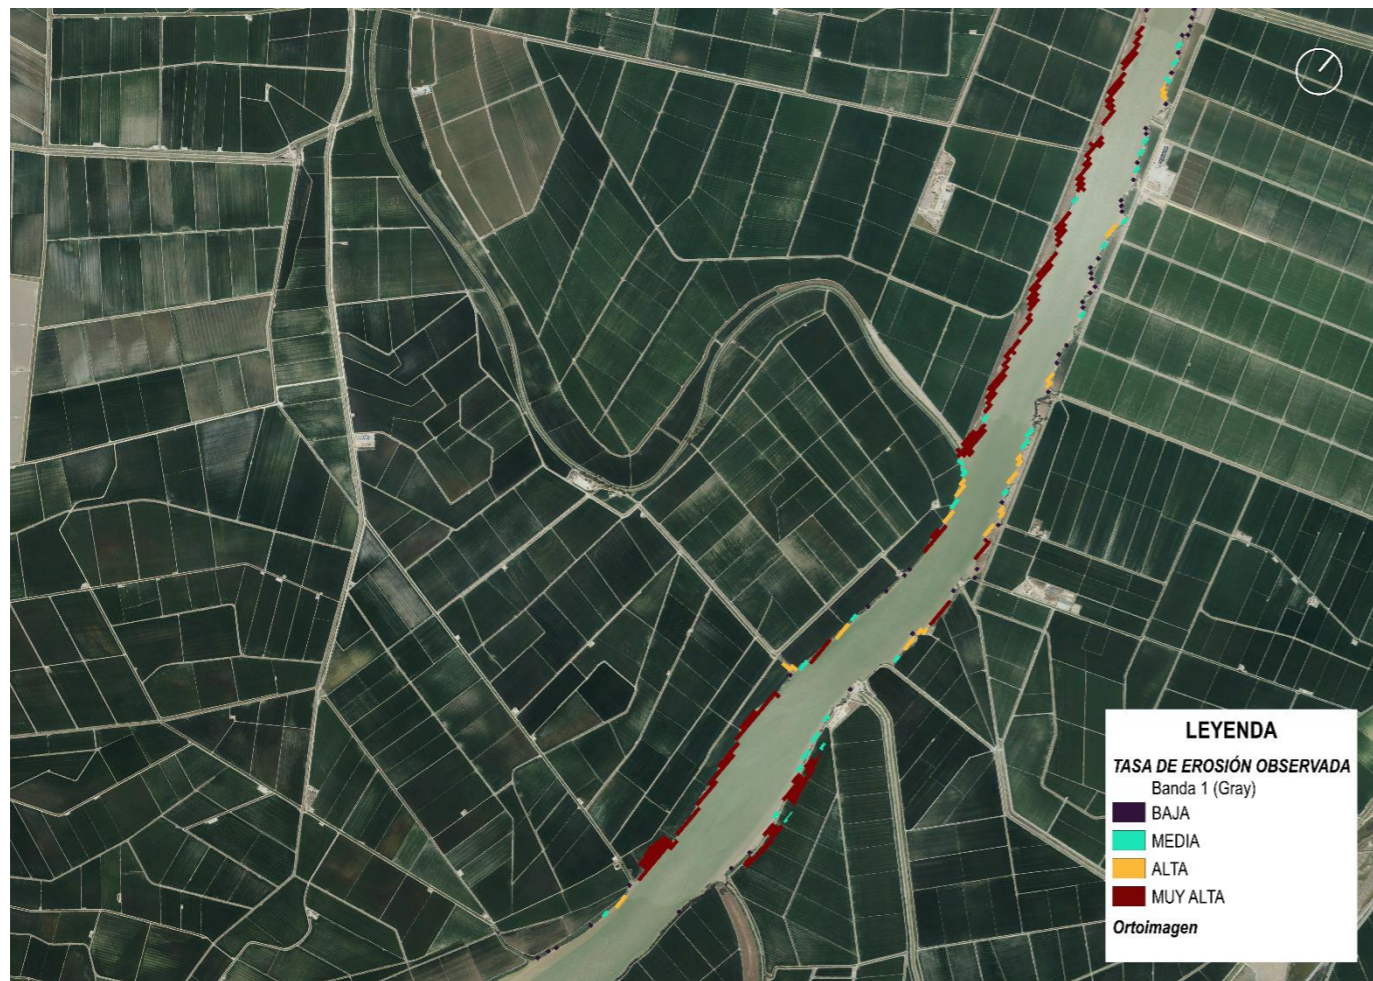 LEYENDA
TASA DE EROSIÓN OBSERVADA
Banda 1 (Gray)
BAJA
MEDIA
ALTA
MUY ALTA
Ortoimagen